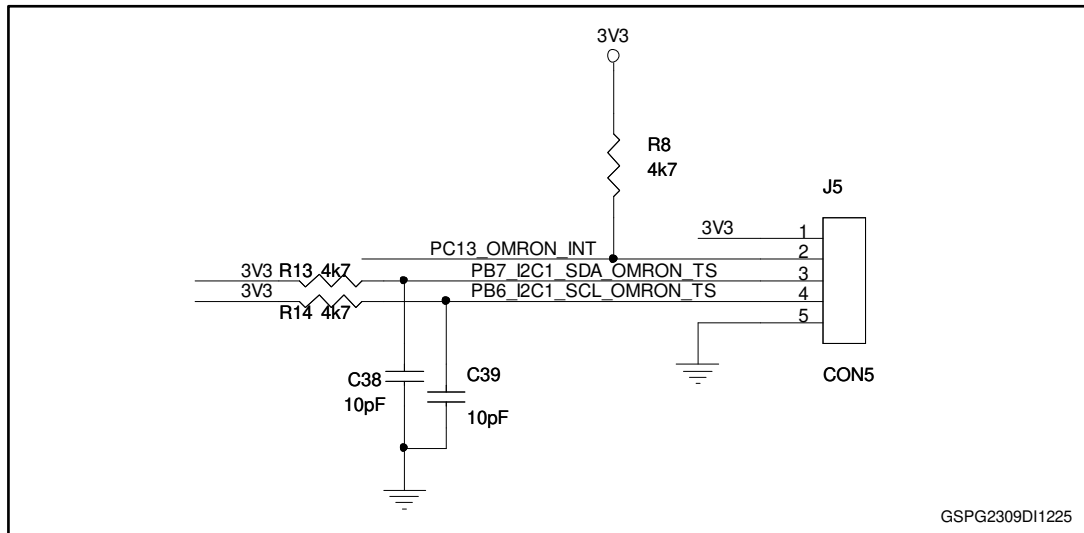 3V3
R8
4k7
J5
3V3 1
PC13_OMRON_INT 2
3V3 R13 4k7 PB7_I2C1_SDA_OMRON_TS 3
3V3 PB6_I2C1_SCL_OMRON_TS 4
R14 4k7 5
C38 C39
10pF 10pF
CON5
GSPG2309DI1225